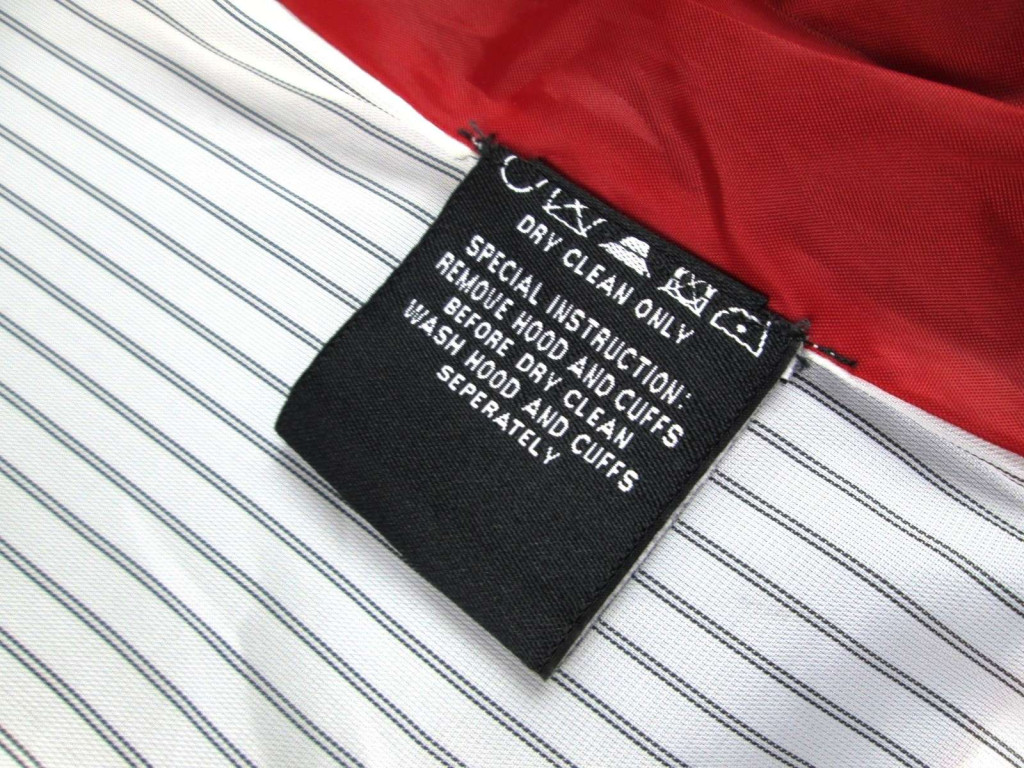 DRY CLEAN ONLY
SPECIAL INSTRUCTION:
REMOVE HOOD AND CUFFS
BEFORE DRY CLEAN
WASH HOOD AND CUFFS
SEPERATELY